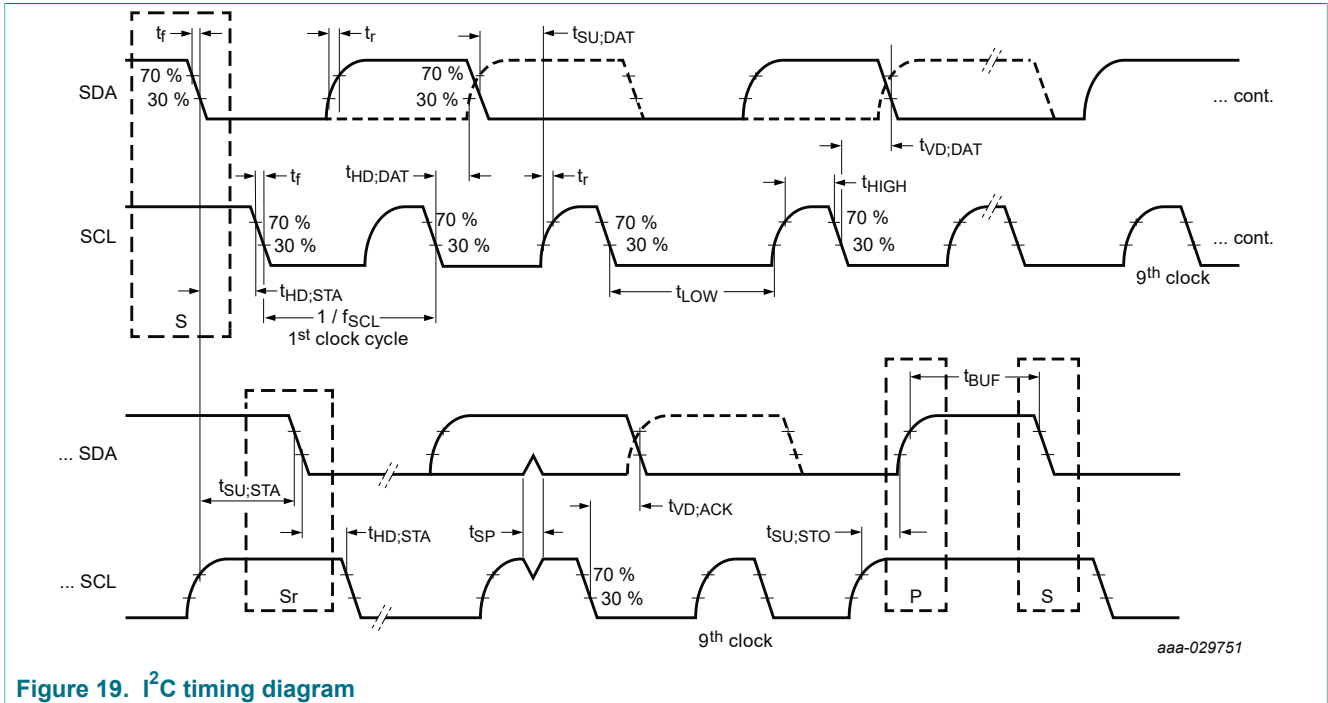 tf
tr
tSU;DAT
70 %
30 %
70 %
30 %
SDA
... cont.
tVD;DAT
tf
tHD;DAT
tr
tHIGH
70 %
30 %
70 %
30 %
70 %
30 %
70 %
30 %
SCL
... cont.
9th clock
tHD;STA
tLOW
S
1 / fSCL
1st clock cycle
tBUF
... SDA
tSU;STA
tHD;STA
tSP
tVD;ACK
tSU;STO
70 %
30 %
... SCL
Sr
P
S
9th clock
aaa-029751
Figure 19. I2C timing diagram